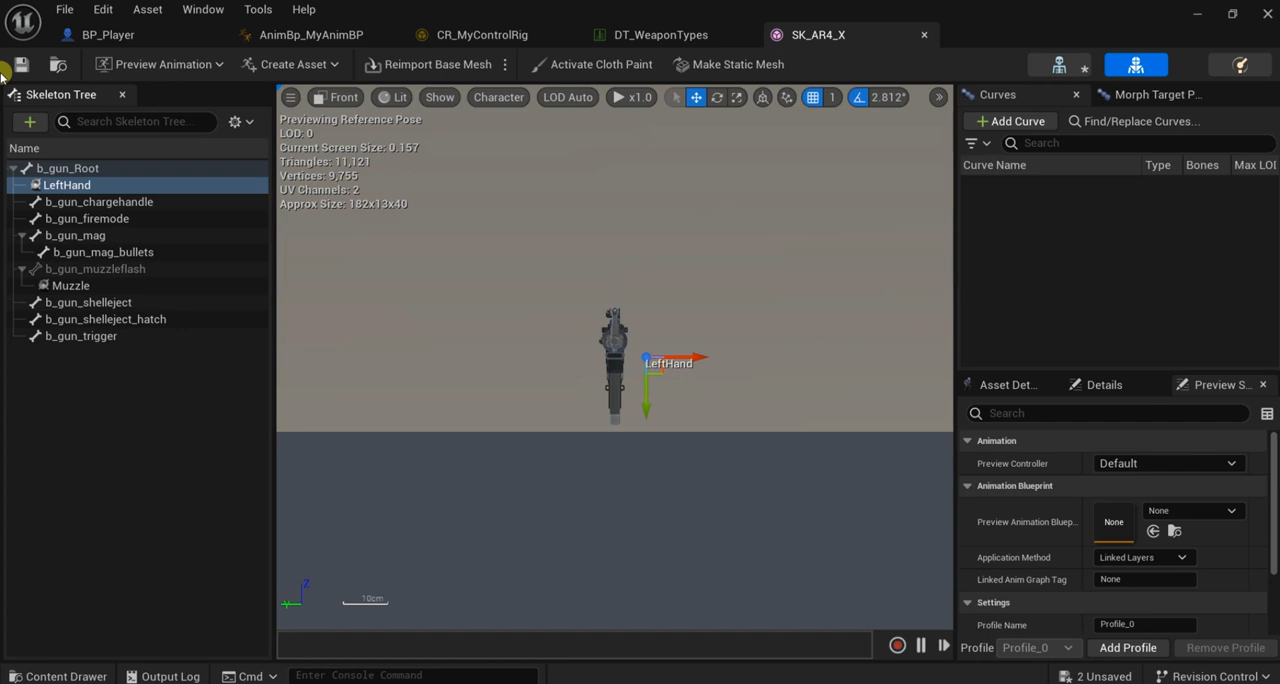 File Edit Asset Window Tools Help
BP_Player AnimBp_MyAnimBP CR_MyControlRig DT_WeaponTypes SK_AR4_X
Preview Animation Create Asset Reimport Base Mesh Activate Cloth Paint Make Static Mesh
Skeleton Tree
Search Skeleton Tree...
Name
b_gun_Root
LeftHand
b_gun_chargehandle
b_gun_firemode
b_gun_mag
b_gun_mag_bullets
b_gun_muzzleflash
Muzzle
b_gun_shelleject
b_gun_shelleject_hatch
b_gun_trigger
Front Lit Show Character LOD Auto x1.0 1 2.812° »
Previewing Reference Pose
LOD: 0
Current Screen Size: 0.157
Triangles: 11,121
Vertices: 9,755
UV Channels: 2
Approx Size: 182x13x40
LeftHand
Z
Y
10cm
Curves Morph Target P...
Add Curve Find/Replace Curves...
Search
Curve Name Type Bones Max LOI
Asset Det... Details Preview S...
Search
Animation
Preview Controller Default
Animation Blueprint
Preview Animation Bluep... None None
Application Method Linked Layers
Linked Anim Graph Tag None
Settings
Profile Name Profile_0
Profile Profile_0 Add Profile Remove Profile
Content Drawer Output Log Cmd Enter Console Command 2 Unsaved Revision Control